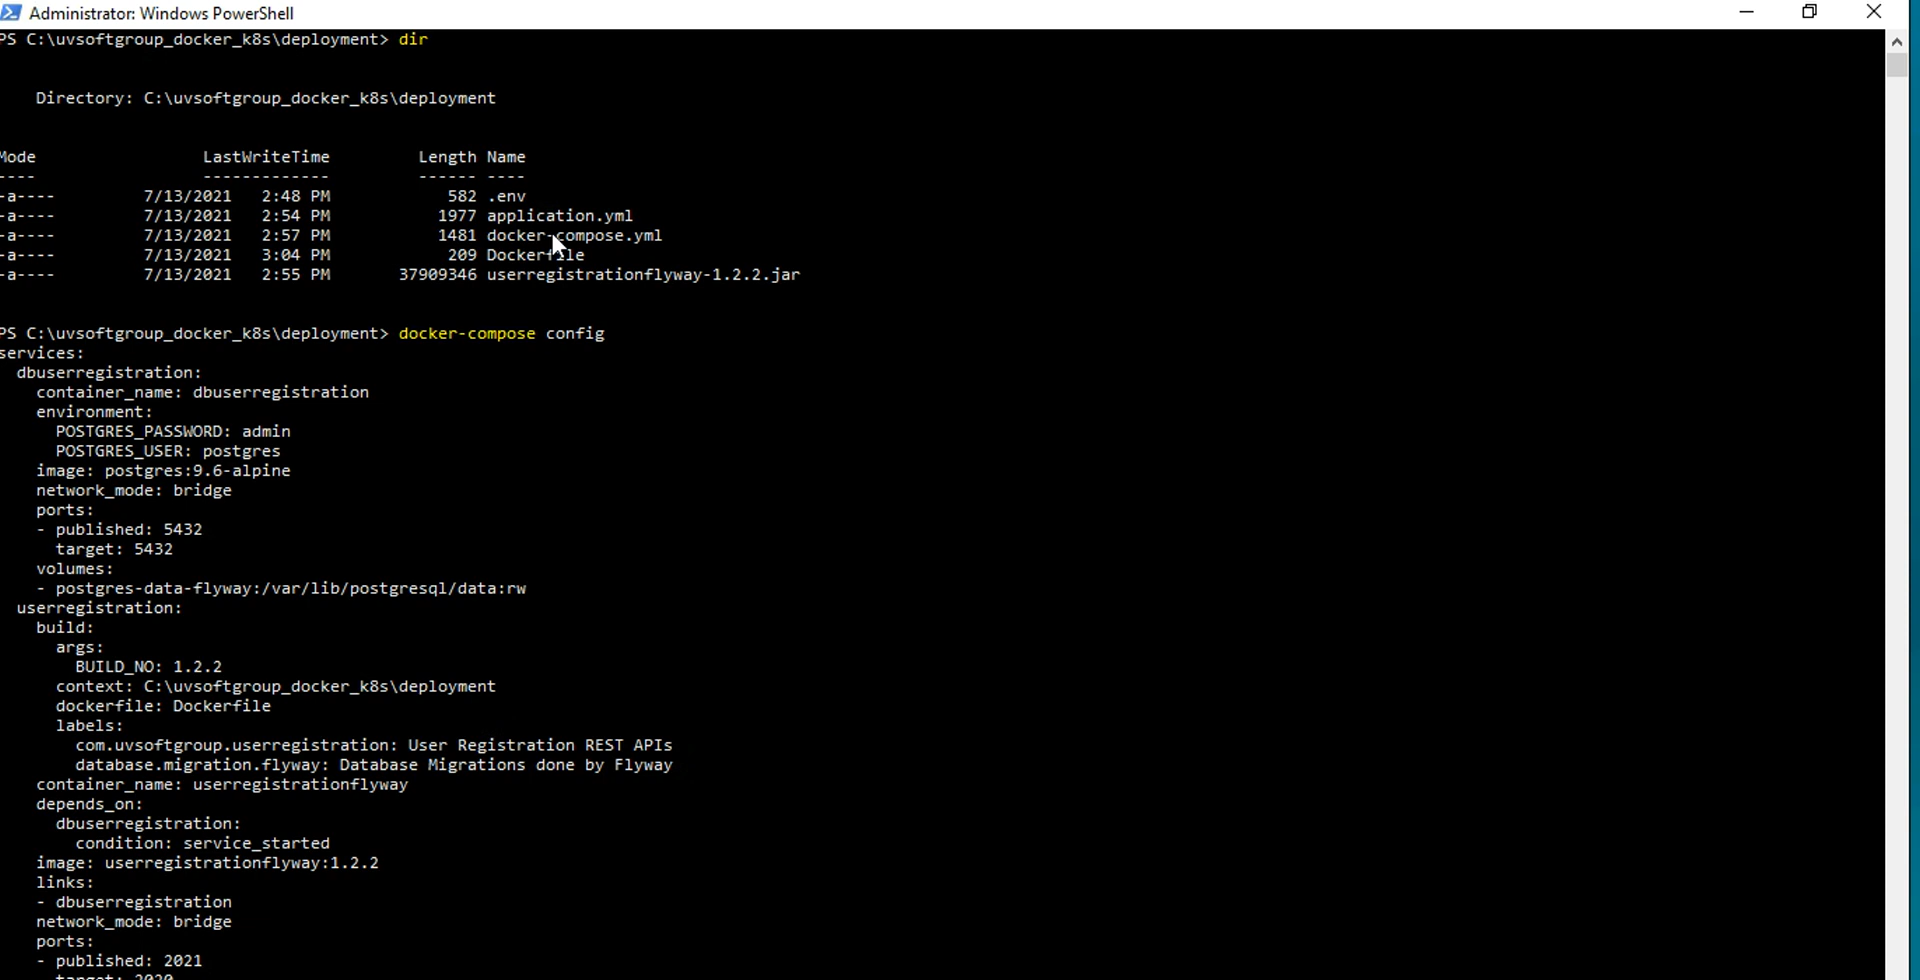 Administrator: Windows PowerShell
PS C:\uvsoftgroup_docker_k8s\deployment> dir
Directory: C:\uvsoftgroup_docker_k8s\deployment
Mode LastWriteTime Length Name
---- ------------- ------ ----
-a---- 7/13/2021 2:48 PM 582 .env
-a---- 7/13/2021 2:54 PM 1977 application.yml
-a---- 7/13/2021 2:57 PM 1481 docker-compose.yml
-a---- 7/13/2021 3:04 PM 209 Dockerfile
-a---- 7/13/2021 2:55 PM 37909346 userregistrationflyway-1.2.2.jar
PS C:\uvsoftgroup_docker_k8s\deployment> docker-compose config
services:
  dbuserregistration:
    container_name: dbuserregistration
    environment:
      POSTGRES_PASSWORD: admin
      POSTGRES_USER: postgres
    image: postgres:9.6-alpine
    network_mode: bridge
    ports:
    - published: 5432
      target: 5432
    volumes:
    - postgres-data-flyway:/var/lib/postgresql/data:rw
  userregistration:
    build:
      args:
        BUILD_NO: 1.2.2
      context: C:\uvsoftgroup_docker_k8s\deployment
      dockerfile: Dockerfile
      labels:
        com.uvsoftgroup.userregistration: User Registration REST APIs
        database.migration.flyway: Database Migrations done by Flyway
    container_name: userregistrationflyway
    depends_on:
      dbuserregistration:
        condition: service_started
    image: userregistrationflyway:1.2.2
    links:
    - dbuserregistration
    network_mode: bridge
    ports:
    - published: 2021
      target: 2020